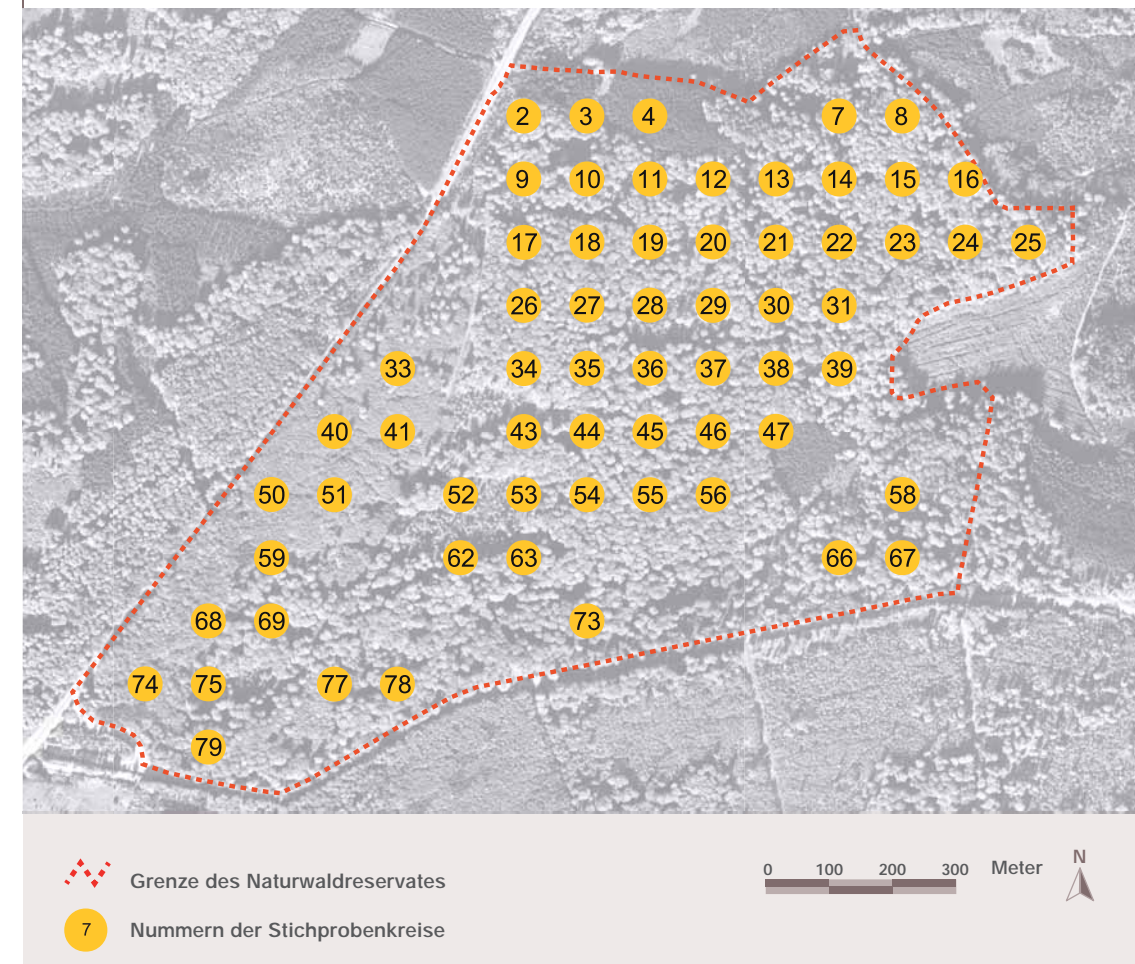 2 3 4 7 8
9 10 11 12 13 14 15 16
17 18 19 20 21 22 23 24 25
26 27 28 29 30 31
33 34 35 36 37 38 39
40 41 43 44 45 46 47
50 51 52 53 54 55 56 58
59 62 63 66 67
68 69 73
74 75 77 78
79
Grenze des Naturwaldreservates
7 Nummern der Stichprobenkreise
0 100 200 300 Meter
N